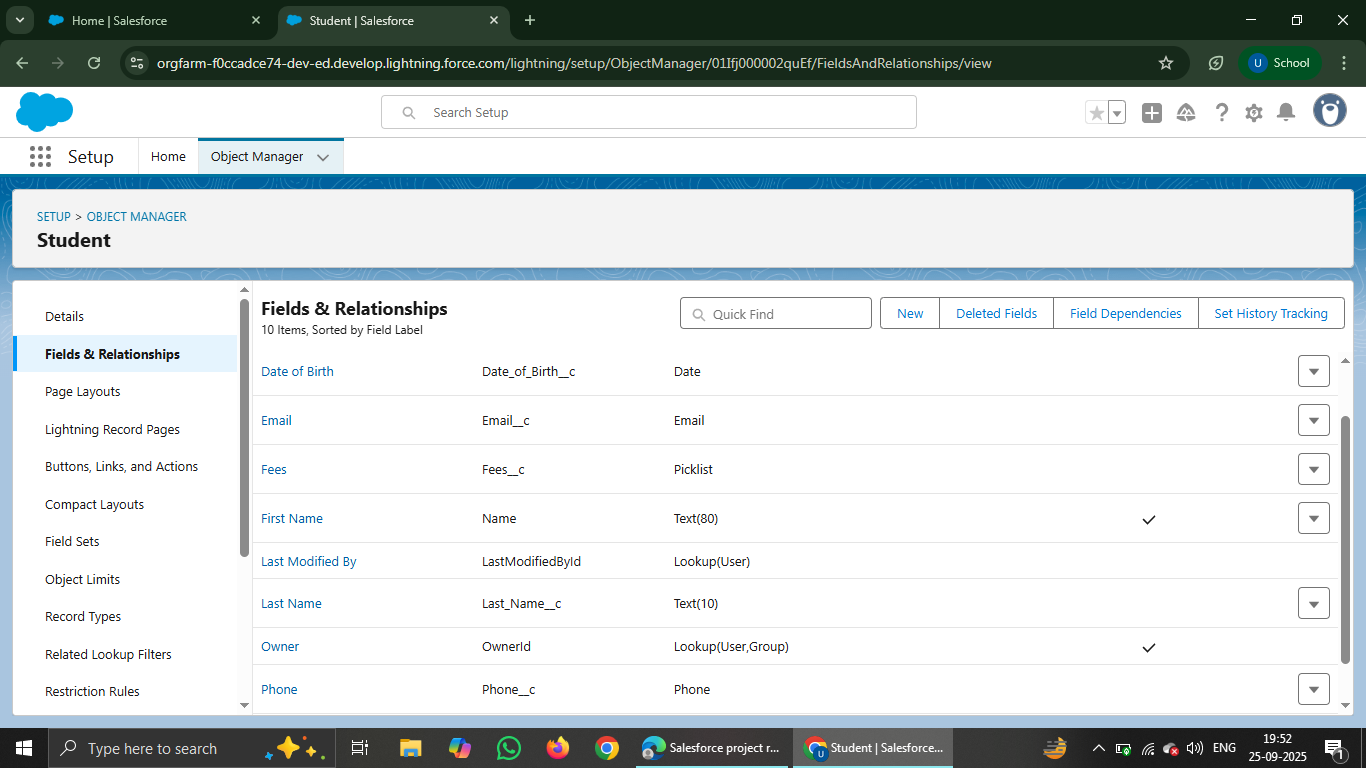 Home | Salesforce
Student | Salesforce
orgfarm-f0ccadce74-dev-ed.develop.lightning.force.com/lightning/setup/ObjectManager/01Ifj000002quEf/FieldsAndRelationships/view
U School
Search Setup
Setup Home Object Manager
SETUP > OBJECT MANAGER
Student
Details
Fields & Relationships
Page Layouts
Lightning Record Pages
Buttons, Links, and Actions
Compact Layouts
Field Sets
Object Limits
Record Types
Related Lookup Filters
Restriction Rules
Fields & Relationships
10 Items, Sorted by Field Label
Quick Find
New Deleted Fields Field Dependencies Set History Tracking
Date of Birth Date_of_Birth__c Date
Email Email__c Email
Fees Fees__c Picklist
First Name Name Text(80)
Last Modified By LastModifiedById Lookup(User)
Last Name Last_Name__c Text(10)
Owner OwnerId Lookup(User,Group)
Phone Phone__c Phone
Type here to search
Salesforce project r...
U
Student | Salesforce...
ENG
19:52
25-09-2025
1